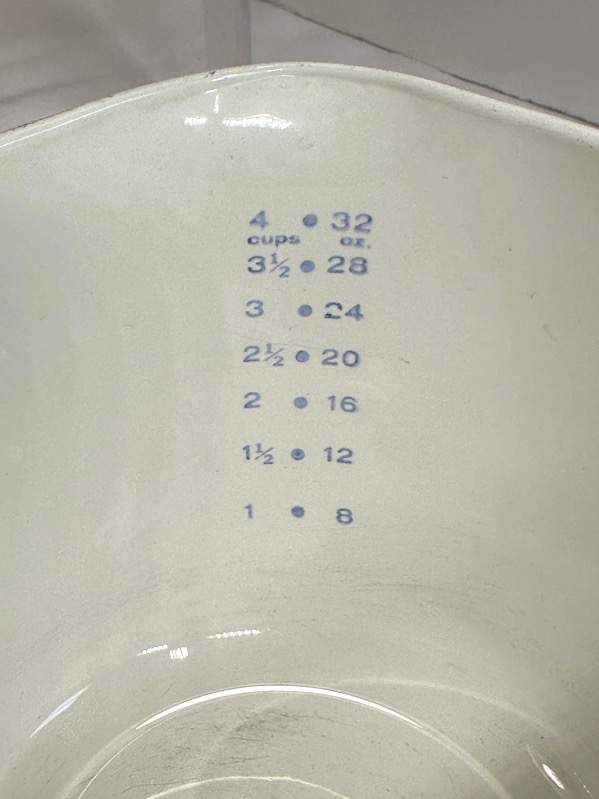 4 • 32
cups oz.
3½ • 28
3 • 24
2½ • 20
2 • 16
1½ • 12
1 • 8